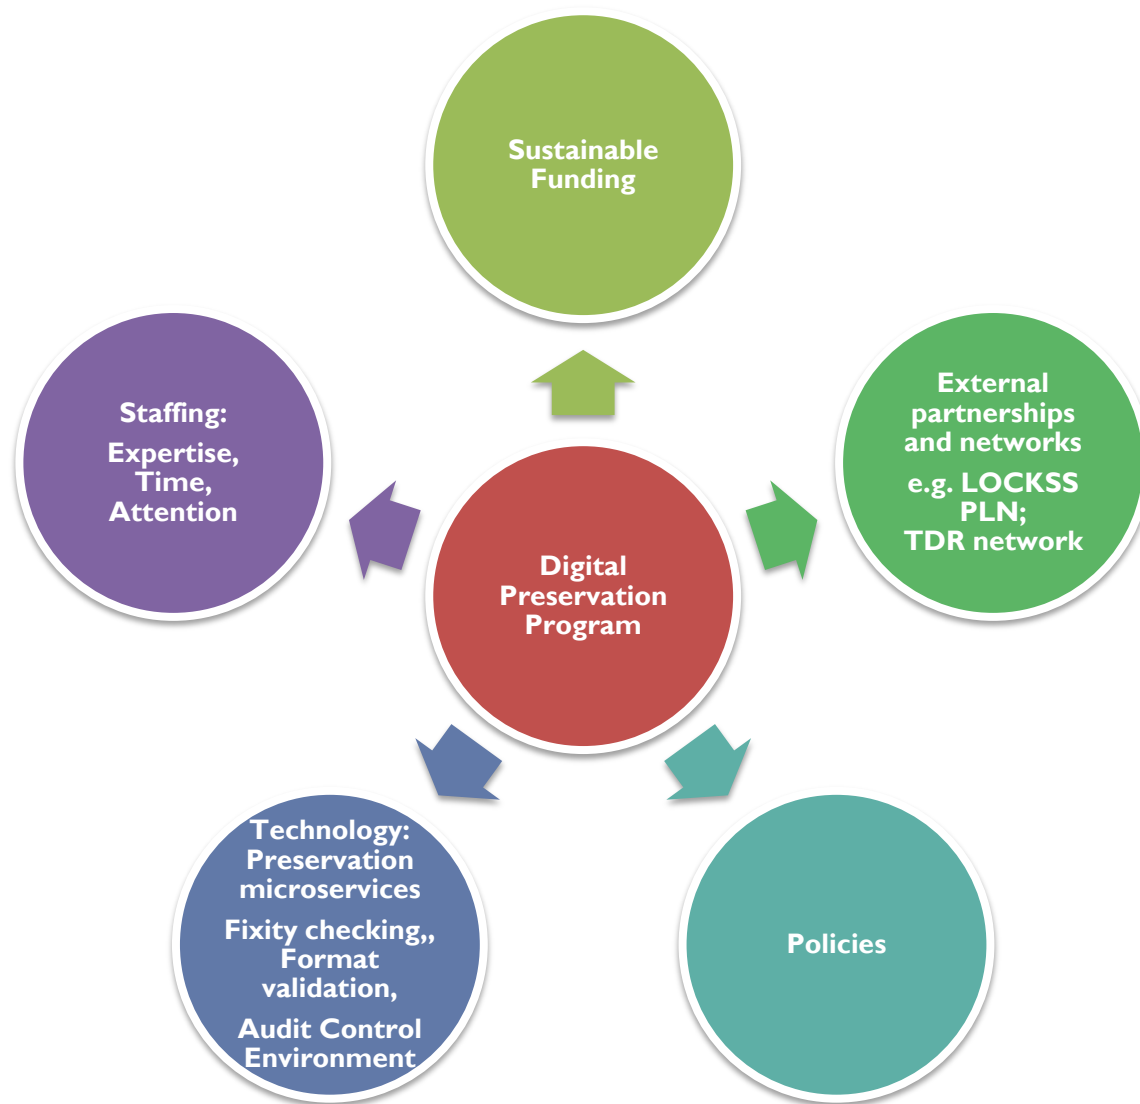 Sustainable
Funding
Staffing:
Expertise,
Time,
Attention
External
partnerships
and networks
e.g. LOCKSS
PLN;
TDR network
Digital
Preservation
Program
Technology:
Preservation
microservices
Fixity checking,,
Format
validation,
Audit Control
Environment
Policies